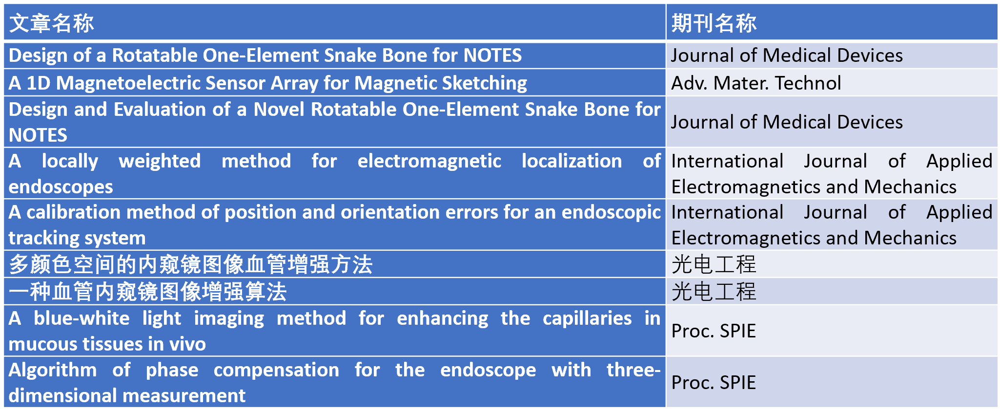 文章名称
期刊名称
Design of a Rotatable One-Element Snake Bone for NOTES
Journal of Medical Devices
A 1D Magnetoelectric Sensor Array for Magnetic Sketching
Adv. Mater. Technol
Design and Evaluation of a Novel Rotatable One-Element Snake Bone for
NOTES
Journal of Medical Devices
A locally weighted method for electromagnetic localization of
endoscopes
International Journal of Applied
Electromagnetics and Mechanics
A calibration method of position and orientation errors for an endoscopic
tracking system
International Journal of Applied
Electromagnetics and Mechanics
多颜色空间的内窥镜图像血管增强方法
光电工程
一种血管内窥镜图像增强算法
光电工程
A blue-white light imaging method for enhancing the capillaries in
mucous tissues in vivo
Proc. SPIE
Algorithm of phase compensation for the endoscope with three-
dimensional measurement
Proc. SPIE